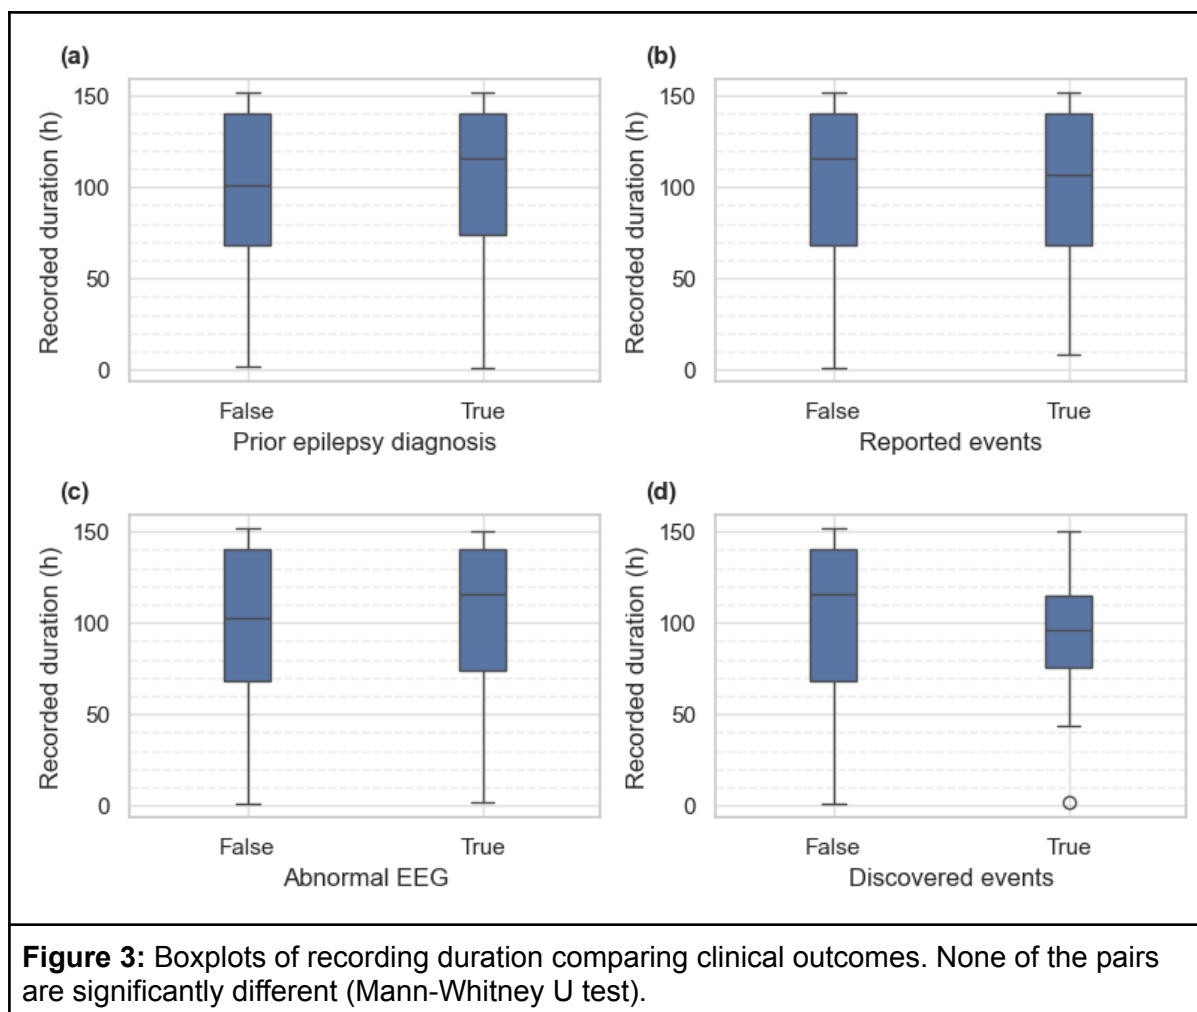 (a)
150
100
50
0
Recorded duration (h)
False True
Prior epilepsy diagnosis
(b)
150
100
50
0
Recorded duration (h)
False True
Reported events
(c)
150
100
50
0
Recorded duration (h)
False True
Abnormal EEG
(d)
150
100
50
0
Recorded duration (h)
False True
Discovered events
Figure 3: Boxplots of recording duration comparing clinical outcomes. None of the pairs
are significantly different (Mann-Whitney U test).